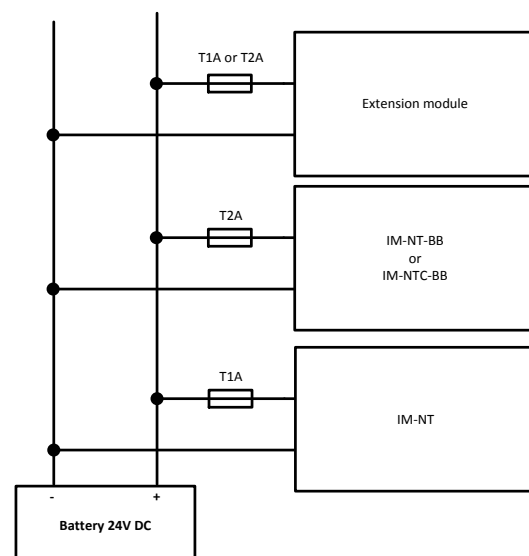 T1A or T2A
Extension module
T2A
IM-NT-BB
or
IM-NTC-BB
T1A
IM-NT
- +
Battery 24V DC